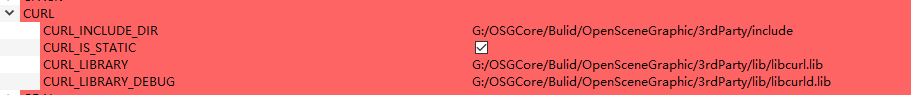 CURL
CURL_INCLUDE_DIR G:/OSGCore/Bulid/OpenSceneGraphic/3rdParty/include
CURL_IS_STATIC
CURL_LIBRARY G:/OSGCore/Bulid/OpenSceneGraphic/3rdParty/lib/libcurl.lib
CURL_LIBRARY_DEBUG G:/OSGCore/Bulid/OpenSceneGraphic/3rdParty/lib/libcurld.lib